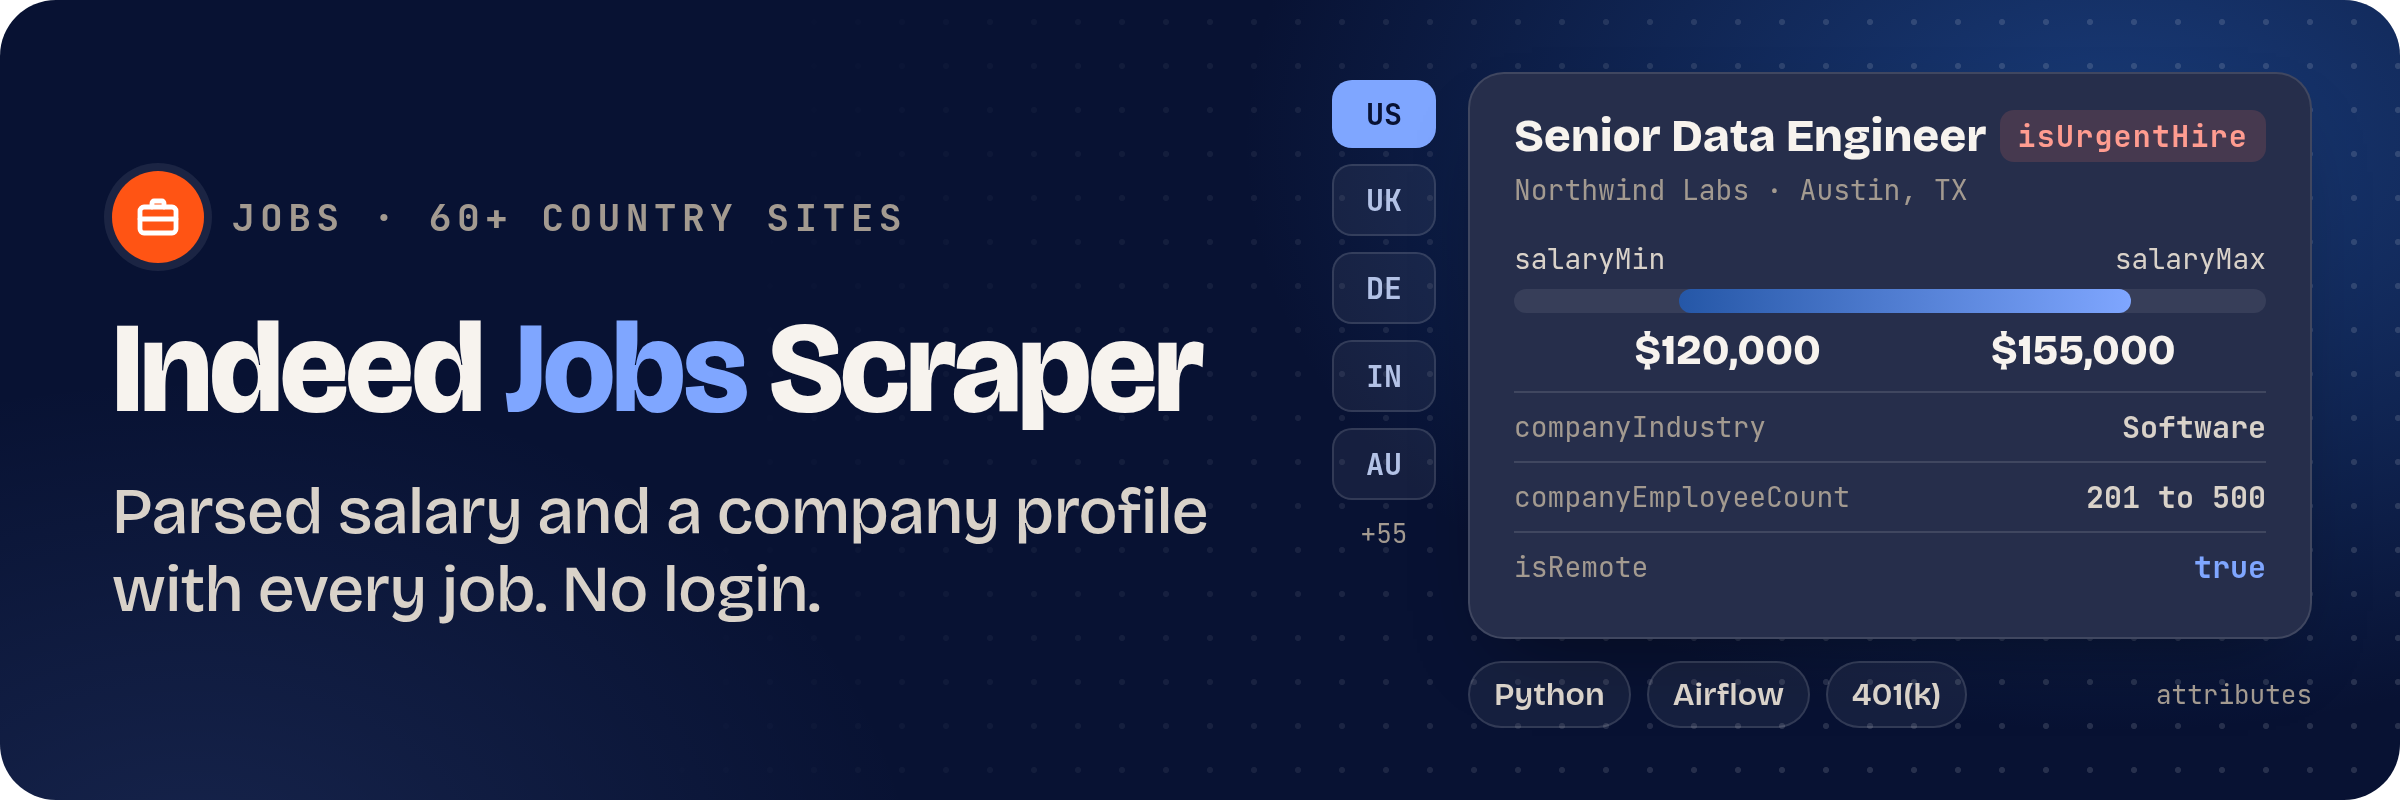 JOBS · 60+ COUNTRY SITES
Indeed Jobs Scraper
Parsed salary and a company profile
with every job. No login.
US
UK
DE
IN
AU
+55
Senior Data Engineer isUrgentHire
Northwind Labs · Austin, TX
salaryMin salaryMax
$120,000 $155,000
companyIndustry Software
companyEmployeeCount 201 to 500
isRemote true
Python Airflow 401(k) attributes